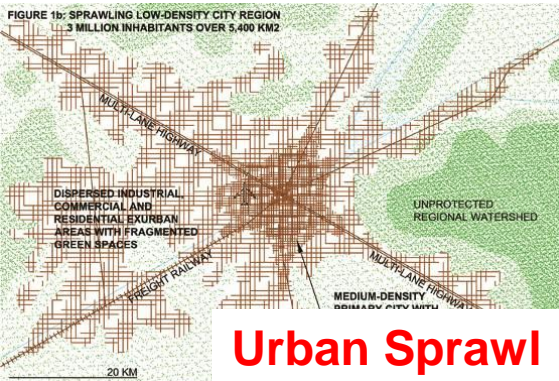 FIGURE 1b: SPRAWLING LOW-DENSITY CITY REGION
3 MILLION INHABITANTS OVER 5,400 KM2
MULTI-LANE HIGHWAY
DISPERSED INDUSTRIAL,
COMMERCIAL AND
RESIDENTIAL EXURBAN
AREAS WITH FRAGMENTED
GREEN SPACES
UNPROTECTED
REGIONAL WATERSHED
FREIGHT RAILWAY
MULTI-LANE HIGHWAY
MEDIUM-DENSITY
PRIMARY CITY WITH
Urban Sprawl
20 KM